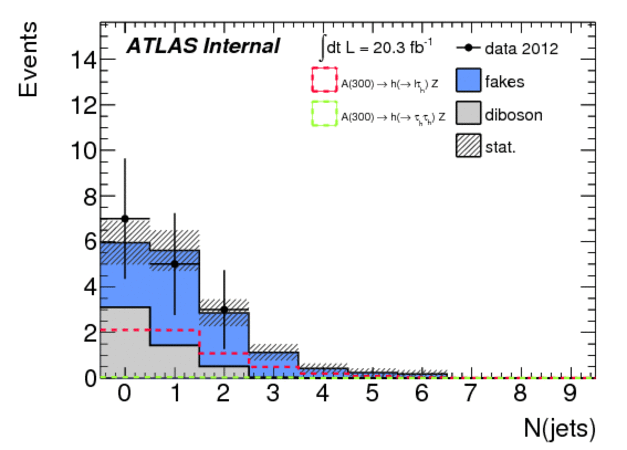 ATLAS Internal
∫dt L = 20.3 fb⁻¹
data 2012
A(300) → h(→ lτₕ) Z
fakes
A(300) → h(→ τₕτₕ) Z
diboson
stat.
Events
14
12
10
8
6
4
2
0
0 1 2 3 4 5 6 7 8 9
N(jets)